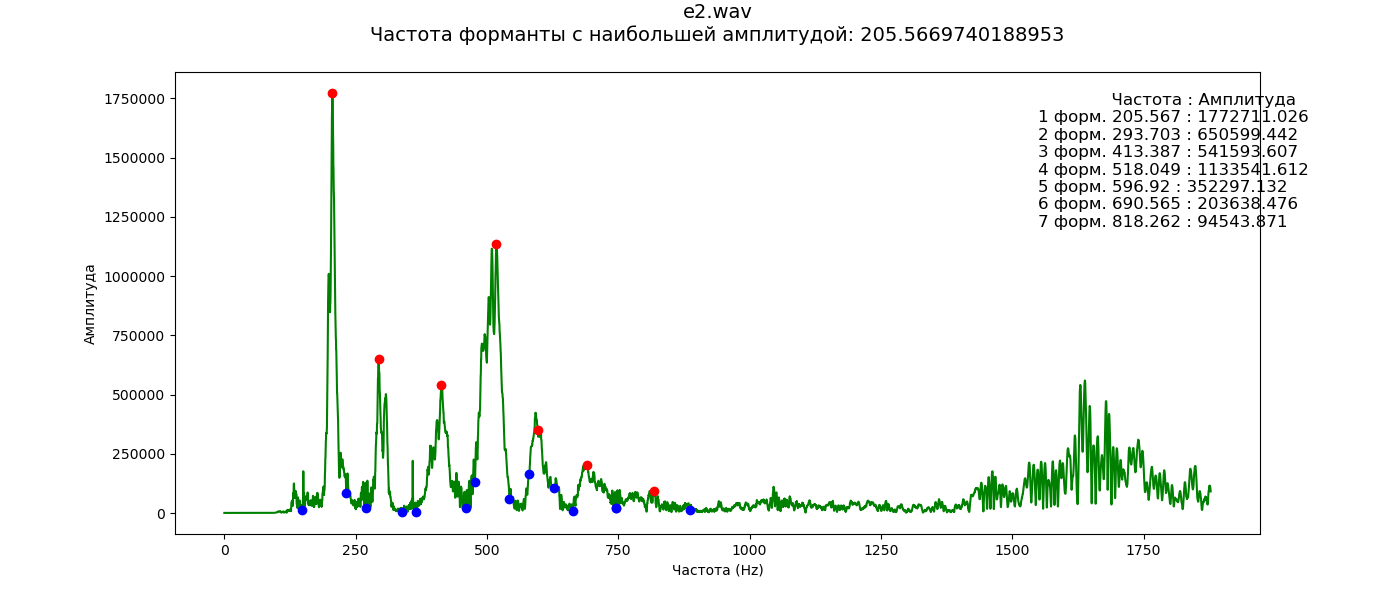 e2.wav
Частота форманты с наибольшей амплитудой: 205.5669740188953
Частота : Амплитуда
1 форм. 205.567 : 1772711.026
2 форм. 293.703 : 650599.442
3 форм. 413.387 : 541593.607
4 форм. 518.049 : 1133541.612
5 форм. 596.92 : 352297.132
6 форм. 690.565 : 203638.476
7 форм. 818.262 : 94543.871
Амплитуда
1750000
1500000
1250000
1000000
750000
500000
250000
0
0 250 500 750 1000 1250 1500 1750
Частота (Hz)